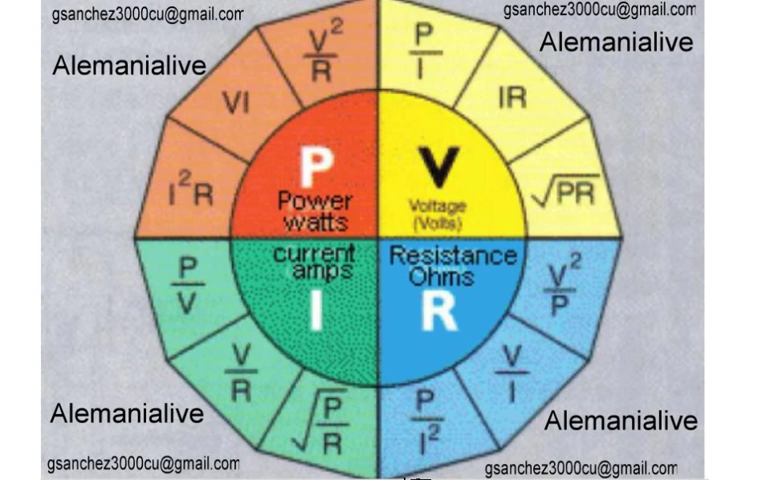 gsanchez3000cu@gmail.com
gsanchez3000cu@gmail.com
Alemanialive
Alemanialive
V²
R
P
I
VI
IR
I²R
√PR
P
Power
watts
V
Voltage
(Volts)
current
amps
I
Resistance
Ohms
R
P
V
V²
P
V
R
V
I
√P
R
P
I²
Alemanialive
Alemanialive
gsanchez3000cu@gmail.com
gsanchez3000cu@gmail.com